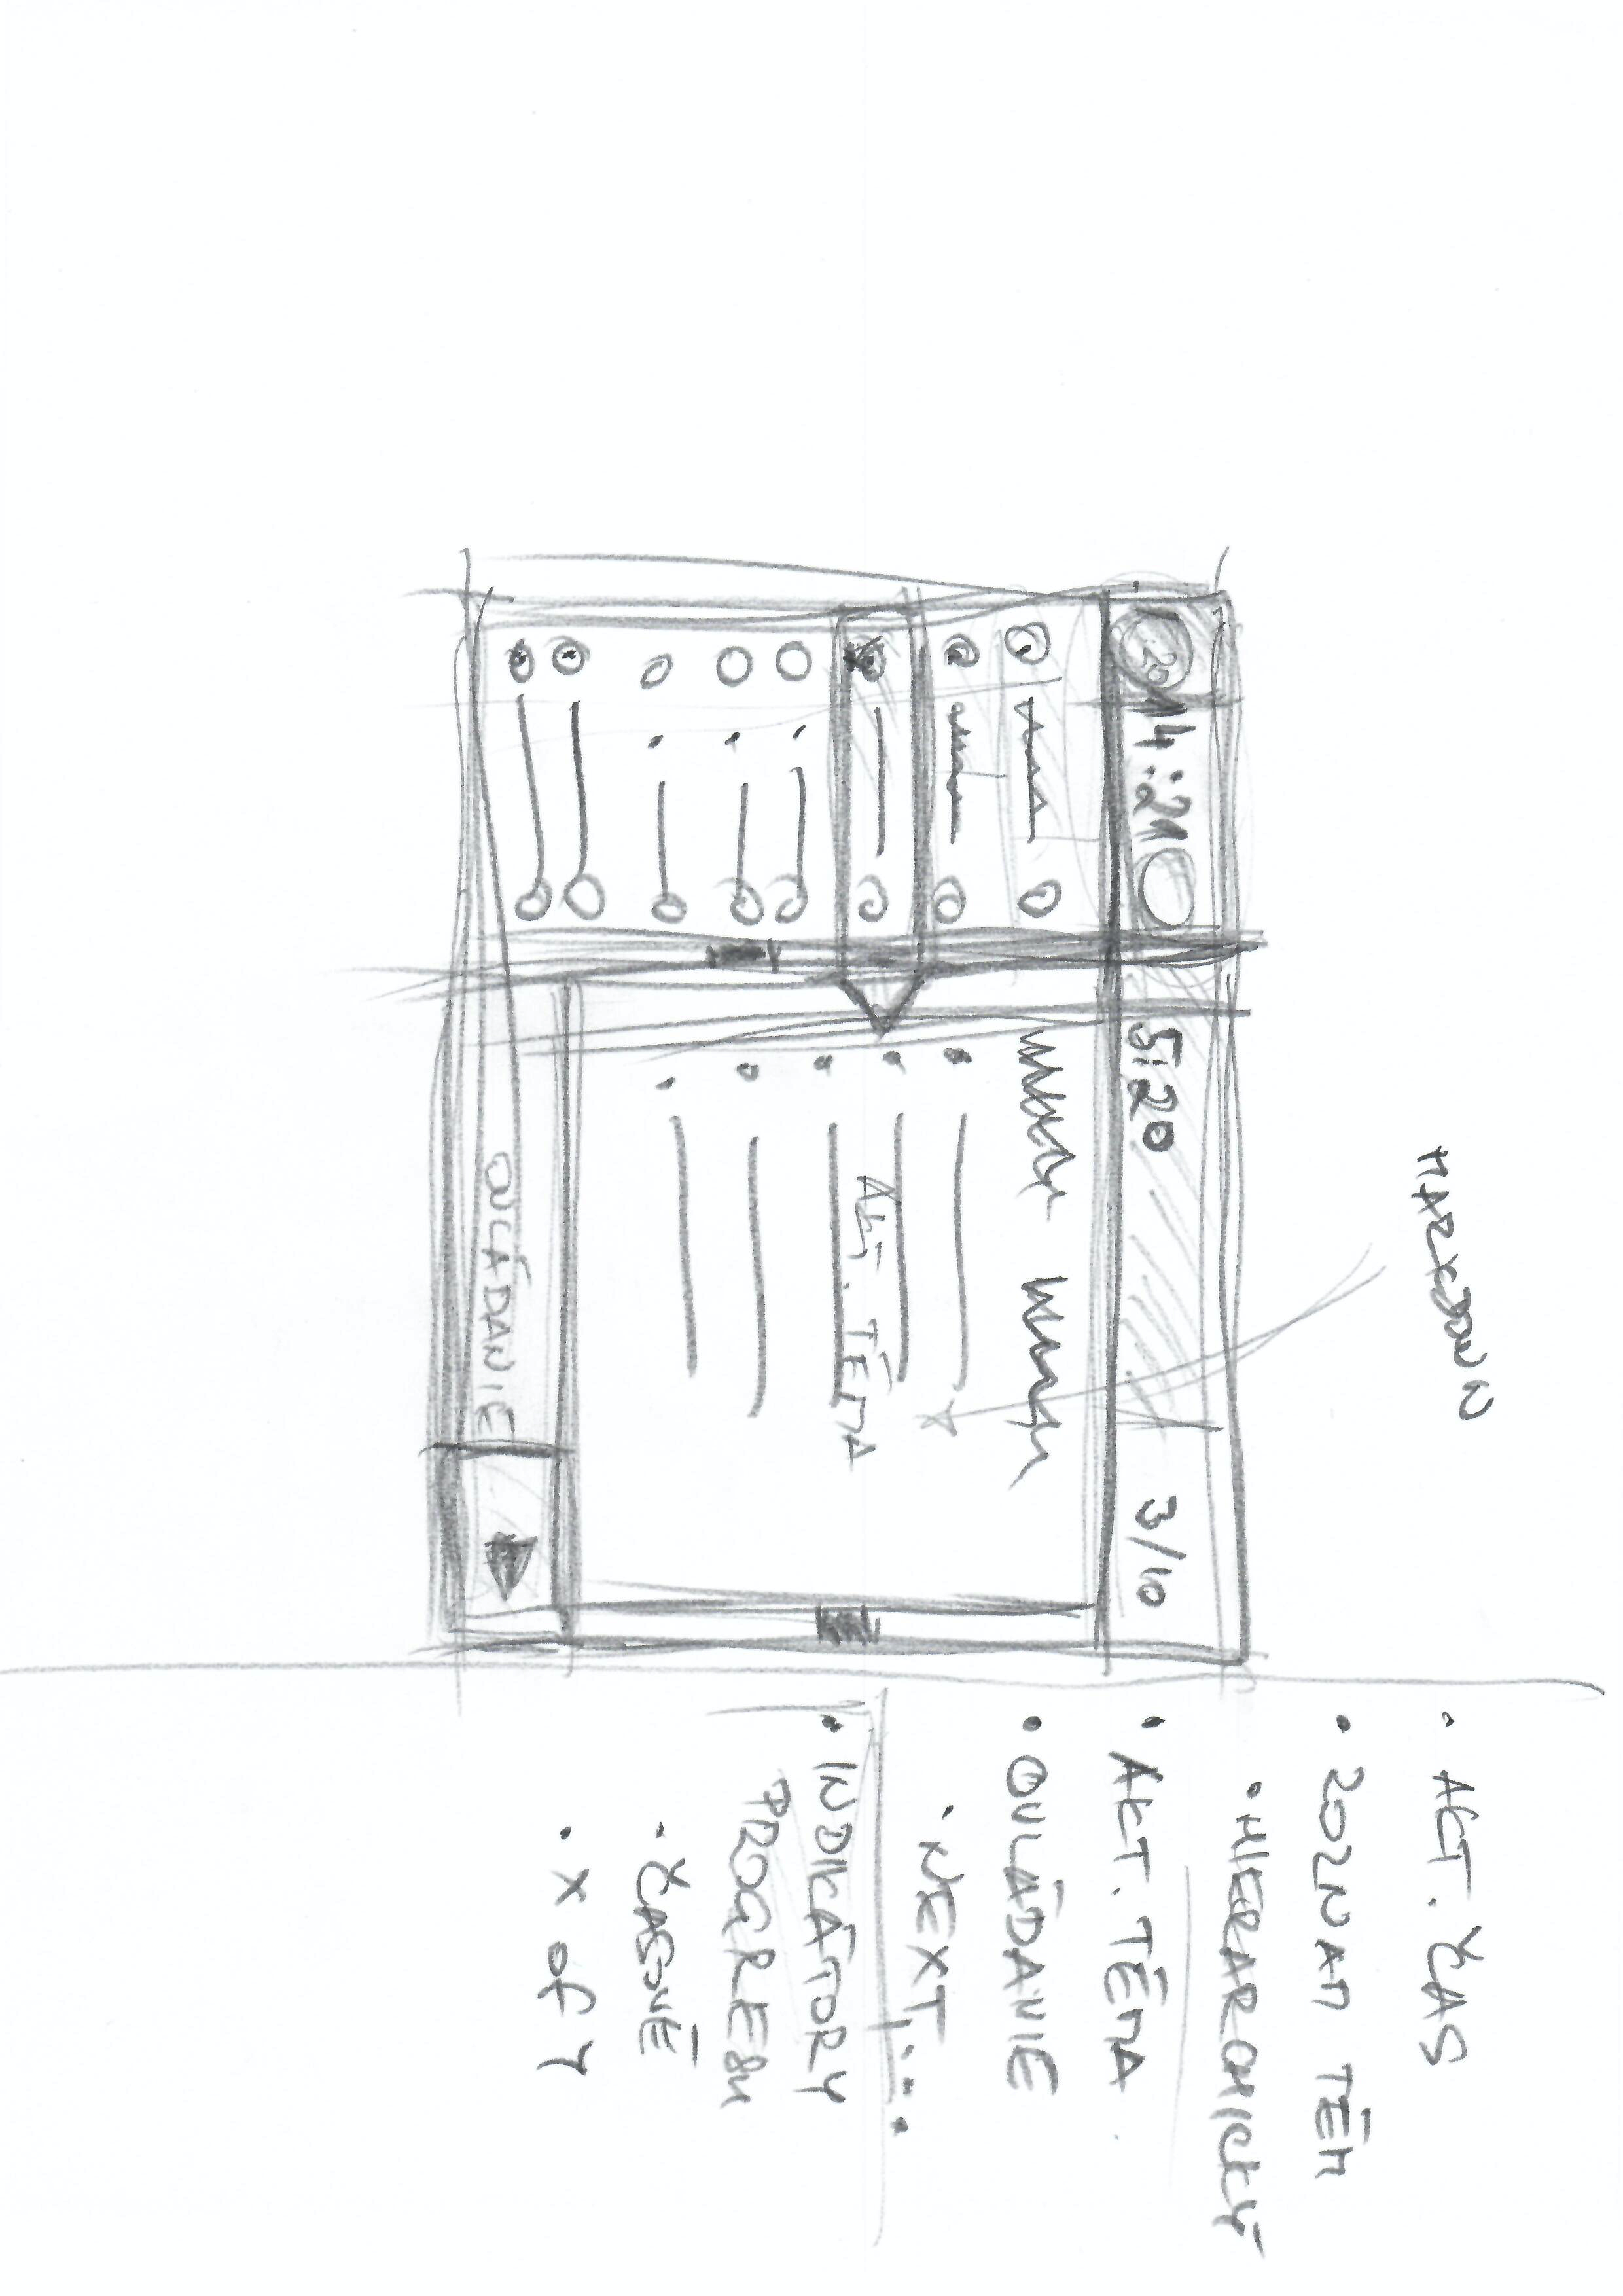 MARKDOWN
14:21
5:20
3/10
AKT. TÉMA
OVLÁDANIE
• AKT. ČAS
• ZOZNAM TÉM
• HIERARCHICKÝ
• AKT. TÉMA
• OVLÁDANIE
• NEXT...
• INDIKÁTORY
PROGRESU
• ČASOVÉ
• X of Y